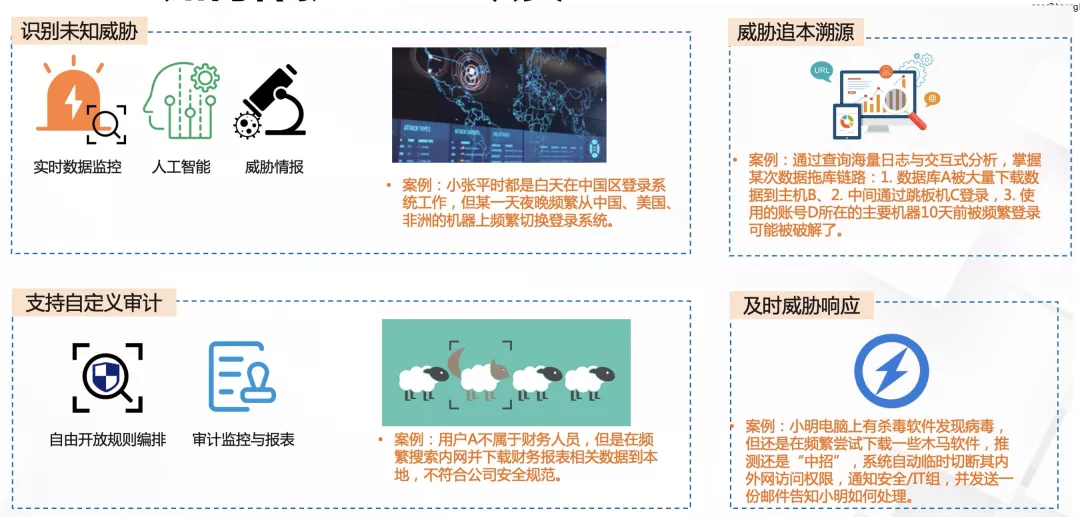 识别未知威胁
实时数据监控
人工智能
威胁情报
ATTACK TYPES
• 案例：小张平时都是白天在中国区登录系
统工作，但某一天夜晚频繁从中国、美国、
非洲的机器上频繁切换登录系统。
威胁追本溯源
URL
@
• 案例：通过查询海量日志与交互式分析，掌握
某次数据拖库链路：1. 数据库A被大量下载数
据到主机B、2. 中间通过跳板机C登录，3. 使
用的账号D所在的主要机器10天前被频繁登录
可能被破解了。
支持自定义审计
自由开放规则编排
审计监控与报表
• 案例：用户A不属于财务人员，但是在频
繁搜索内网并下载财务报表相关数据到本
地，不符合公司安全规范。
及时威胁响应
• 案例：小明电脑上有杀毒软件发现病毒，
但还是在频繁尝试下载一些木马软件，推
测还是“中招”，系统自动临时切断其内
外网访问权限，通知安全/IT组，并发送一
份邮件告知小明如何处理。